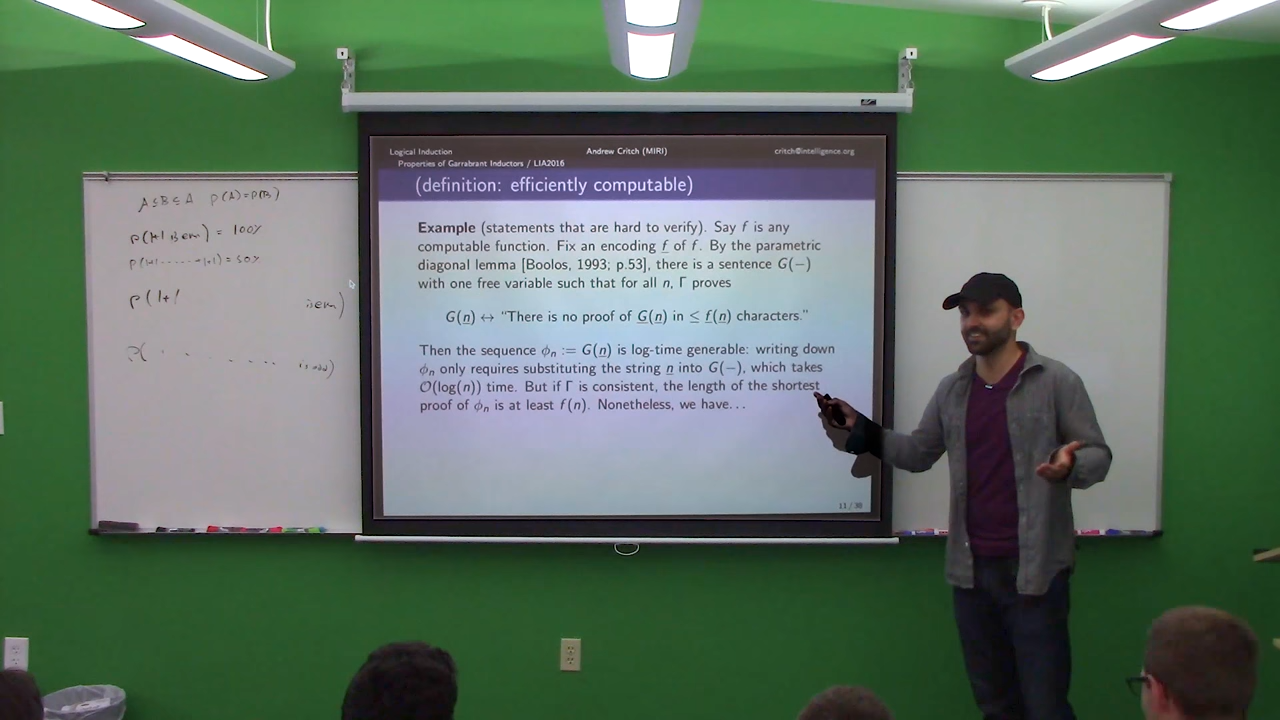 Logical Induction Andrew Critch (MIRI) critch@intelligence.org
Properties of Garrabrant Inductors / LIA2016
(definition: efficiently computable)
Example (statements that are hard to verify). Say f is any
computable function. Fix an encoding f of f. By the parametric
diagonal lemma [Boolos, 1993; p.53], there is a sentence G(−)
with one free variable such that for all n, Γ proves
G(n) ↔ “There is no proof of G(n) in ≤ f(n) characters.”
Then the sequence ϕₙ := G(n) is log-time generable: writing down
ϕₙ only requires substituting the string n into G(−), which takes
O(log(n)) time. But if Γ is consistent, the length of the shortest
proof of ϕₙ is at least f(n). Nonetheless, we have...
11 / 38
A ≤ B ≤ A P(A)=P(B)
= 100%
= 50%